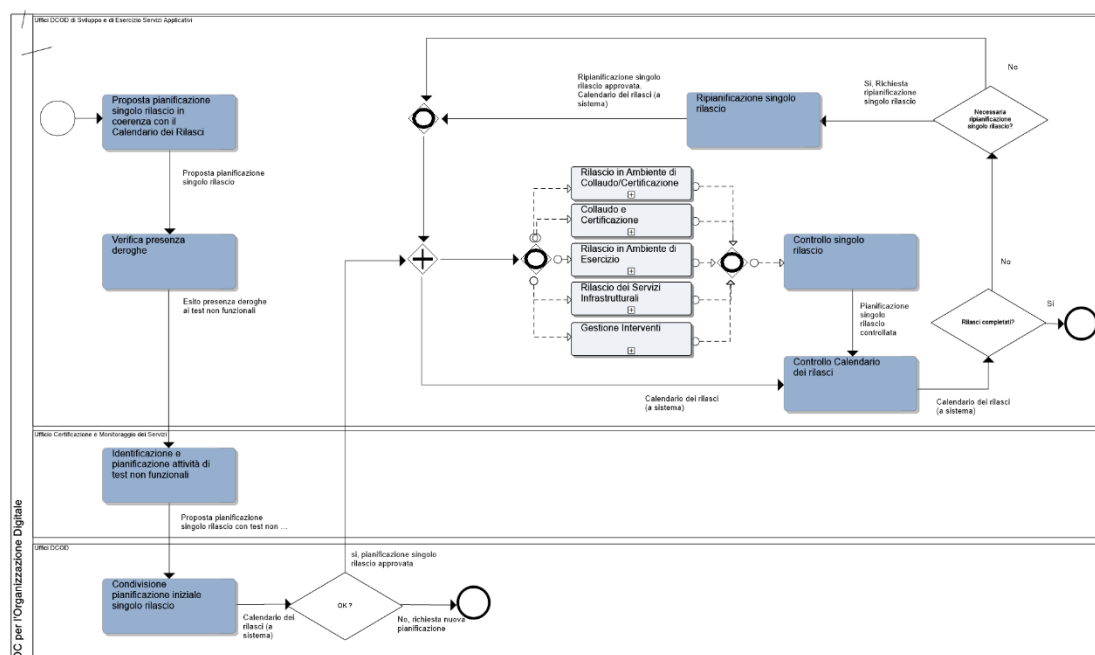 DC per l'Organizzazione Digitale
Uffici DCOD di Sviluppo e di Esercizio Servizi Applicativi
Proposta pianificazione
singolo rilascio in
coerenza con il
Calendario dei Rilasci
Proposta pianificazione
singolo rilascio
Verifica presenza
deroghe
Esito presenza deroghe
ai test non funzionali
Ripianificazione singolo
rilascio approvata.
Calendario dei rilasci (a
sistema)
Ripianificazione singolo
rilascio
Si, Richiesta
ripianificazione
singolo rilascio
No
Necessaria
ripianificazione
singolo rilascio?
Rilascio in Ambiente di
Collaudo/Certificazione
Collaudo e
Certificazione
Rilascio in Ambiente di
Esercizio
Rilascio dei Servizi
Infrastrutturali
Gestione Interventi
Controllo singolo
rilascio
Pianificazione
singolo
rilascio
controllata
Controllo Calendario
dei rilasci
Calendario dei rilasci
(a sistema)
Calendario dei rilasci
(a sistema)
No
Rilasci completati?
Si
Ufficio Certificazione e Monitoraggio dei Servizi
Identificazione e
pianificazione attività di
test non funzionali
Proposta pianificazione
singolo rilascio con test non ...
Uffici DCOD
Condivisione
pianificazione iniziale
singolo rilascio
Calendario dei
rilasci (a
sistema)
OK ?
si, pianificazione singolo
rilascio approvata
No, richiesta nuova
pianificazione